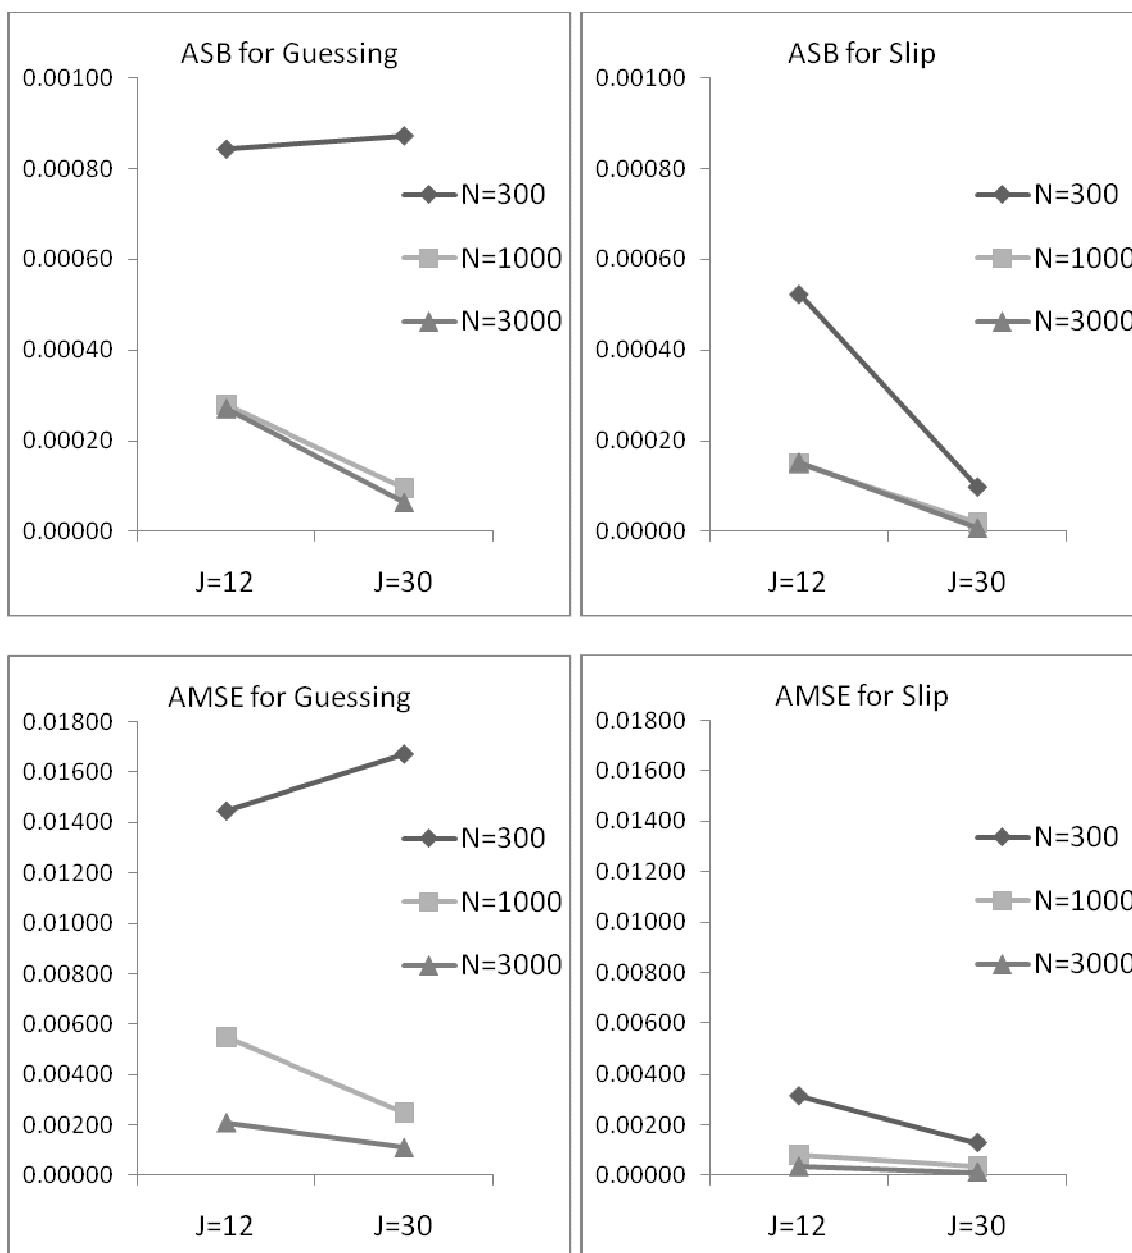 ASB for Guessing
0.00100
0.00080
0.00060
0.00040
0.00020
0.00000
N=300
N=1000
N=3000
J=12 J=30
ASB for Slip
0.00100
0.00080
0.00060
0.00040
0.00020
0.00000
N=300
N=1000
N=3000
J=12 J=30
AMSE for Guessing
0.01800
0.01600
0.01400
0.01200
0.01000
0.00800
0.00600
0.00400
0.00200
0.00000
N=300
N=1000
N=3000
J=12 J=30
AMSE for Slip
0.01800
0.01600
0.01400
0.01200
0.01000
0.00800
0.00600
0.00400
0.00200
0.00000
N=300
N=1000
N=3000
J=12 J=30